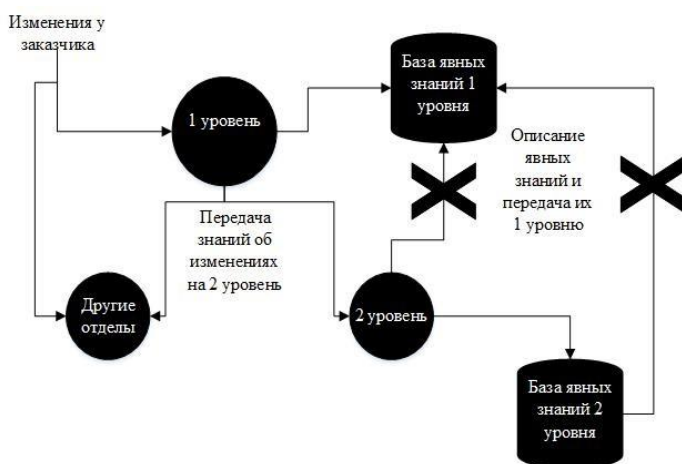 Изменения у
заказчика
База явных
знаний 1
уровня
1 уровень
Описание
явных
знаний и
передача их
1 уровню
Передача
знаний об
изменениях
на 2 уровень
Другие
отделы
2 уровень
База явных
знаний 2
уровня